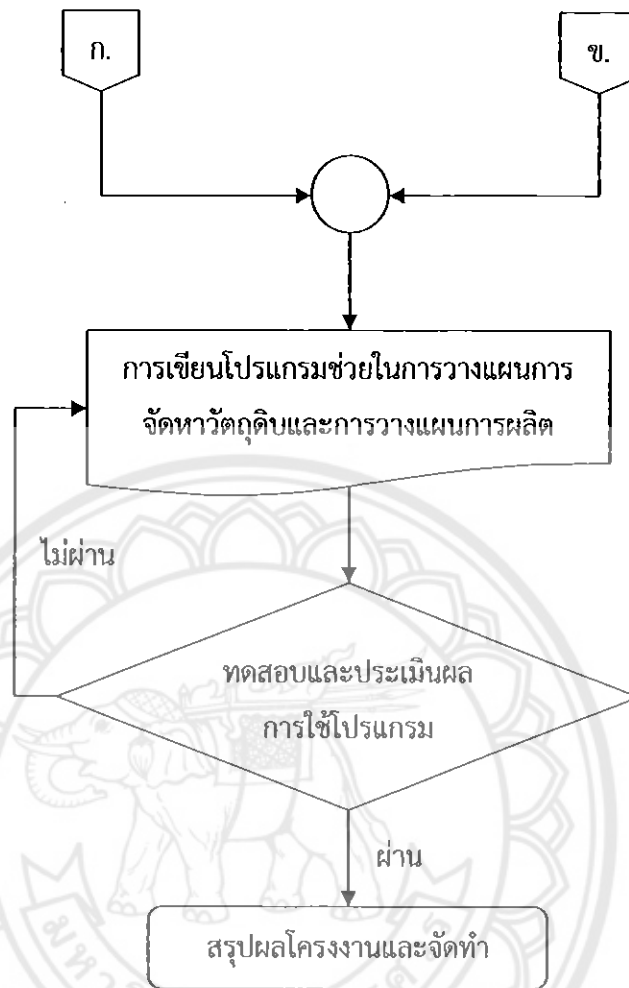 ก.
ข.
การเขียนโปรแกรมช่วยในการวางแผนการ
จัดหาวัตถุดิบและการวางแผนการผลิต
ไม่ผ่าน
ทดสอบและประเมินผล
การใช้โปรแกรม
ผ่าน
สรุปผลโครงงานและจัดทำ